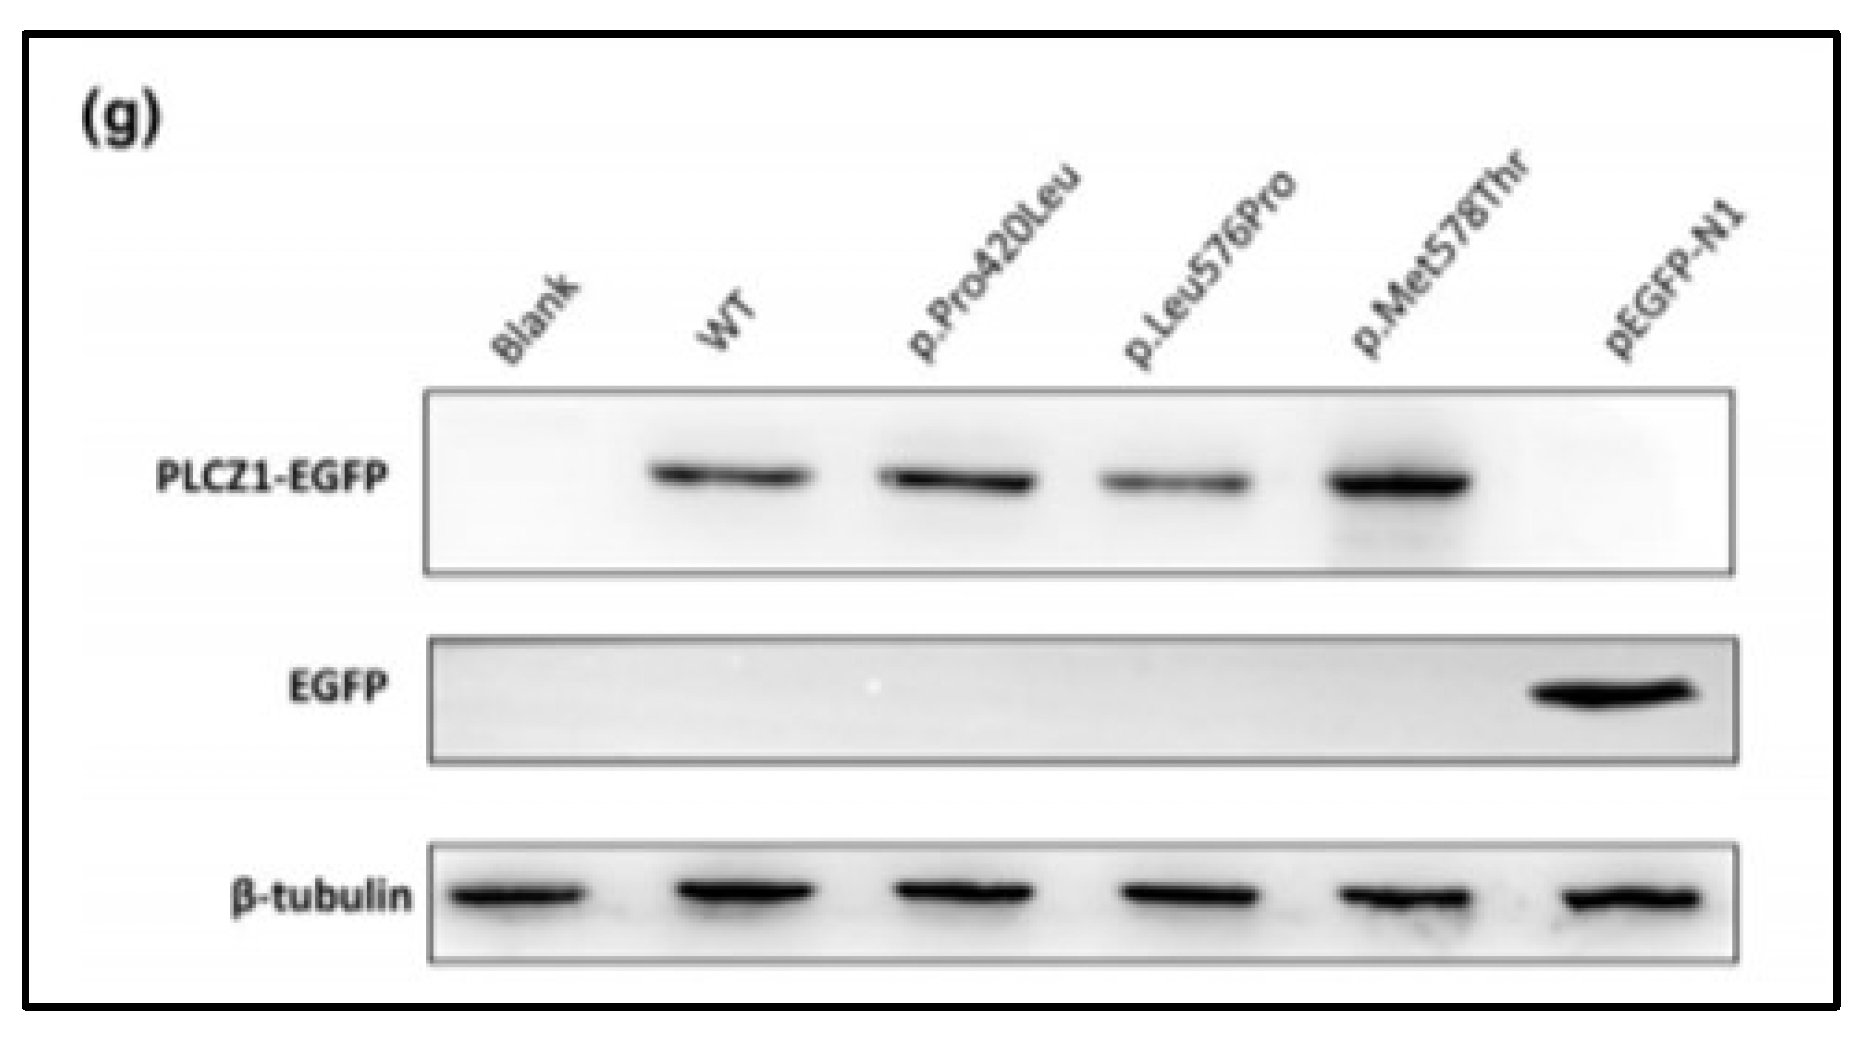 (g)
Blank
WT
p.Pro420Leu
p.Leu576Pro
p.Met578Thr
pEGFP-N1
PLCZ1-EGFP
EGFP
β-tubulin